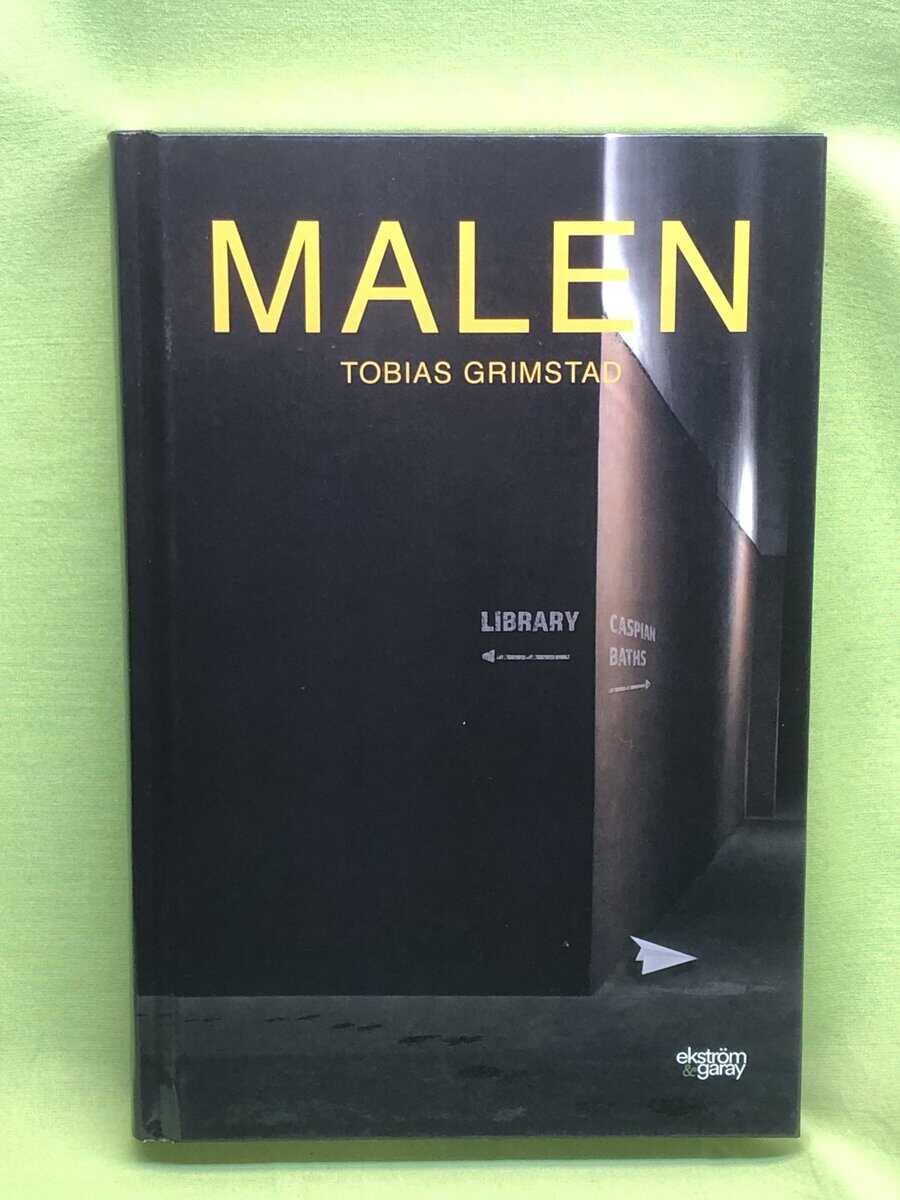 MALEN
TOBIAS GRIMSTAD
LIBRARY
CASPIAN
BATHS
ekström
&garay